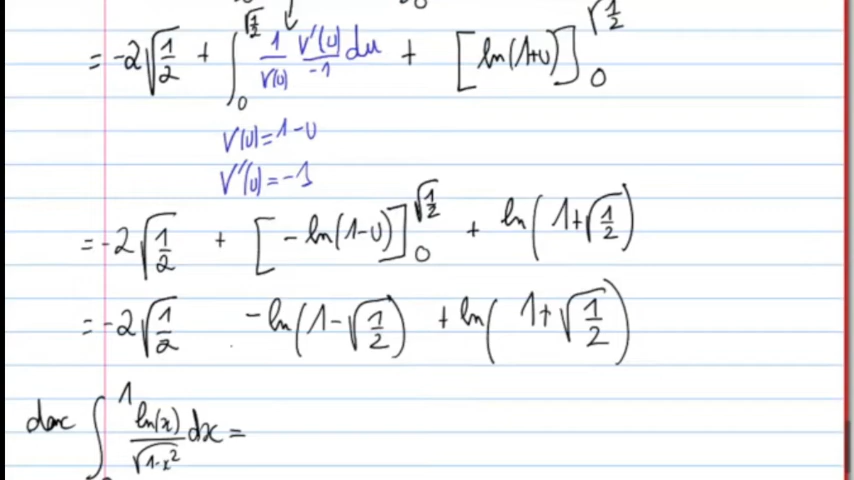 = -2√(1/2) + ∫₀^√(1/2) 1/V(u) V'(u)/-1 du + [ln(1+u)]₀^√(1/2)
V(u)=1-u
V'(u)=-1
= -2√(1/2) + [-ln(1-u)]₀^√(1/2) + ln(1+√(1/2))
= -2√(1/2) -ln(1-√(1/2)) + ln(1+√(1/2))
donc ∫^1 ln(x)/√(1-x²) dx =